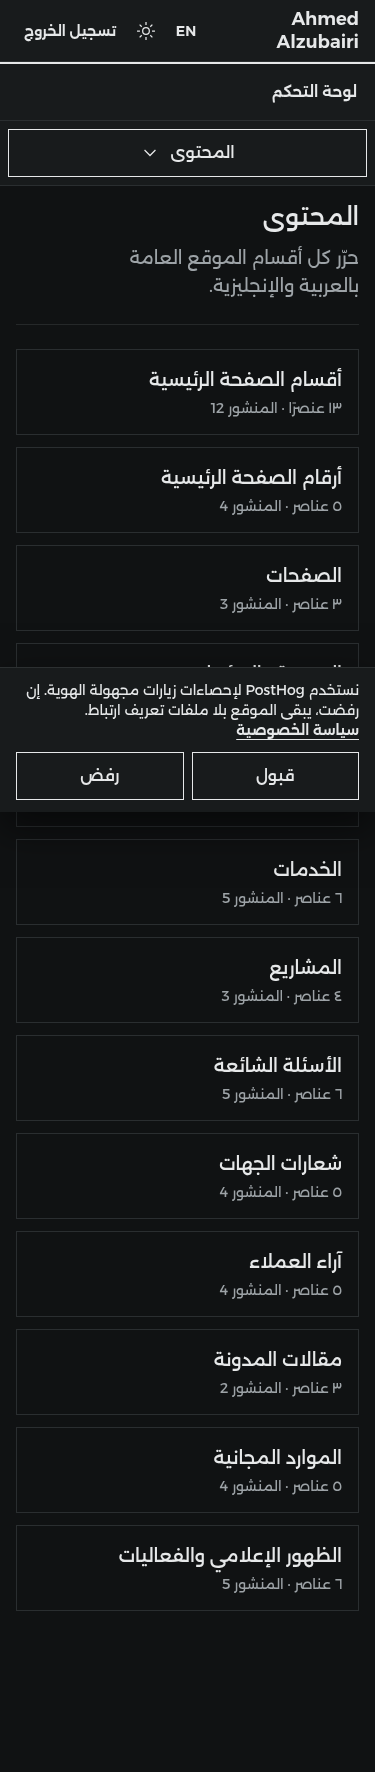 Ahmed
Alzubairi
EN
تسجيل الخروج
لوحة التحكم
المحتوى
المحتوى
حرّر كل أقسام الموقع العامة
بالعربية والإنجليزية.
أقسام الصفحة الرئيسية
١٣ عنصرًا · المنشور 12
أرقام الصفحة الرئيسية
٥ عناصر · المنشور 4
الصفحات
٣ عناصر · المنشور 3
نستخدم PostHog لإحصاءات زيارات مجهولة الهوية. إن
رفضت، يبقى الموقع بلا ملفات تعريف ارتباط.
سياسة الخصوصية
قبول
رفض
الخدمات
٦ عناصر · المنشور 5
المشاريع
٤ عناصر · المنشور 3
الأسئلة الشائعة
٦ عناصر · المنشور 5
شعارات الجهات
٥ عناصر · المنشور 4
آراء العملاء
٥ عناصر · المنشور 4
مقالات المدونة
٣ عناصر · المنشور 2
الموارد المجانية
٥ عناصر · المنشور 4
الظهور الإعلامي والفعاليات
٦ عناصر · المنشور 5